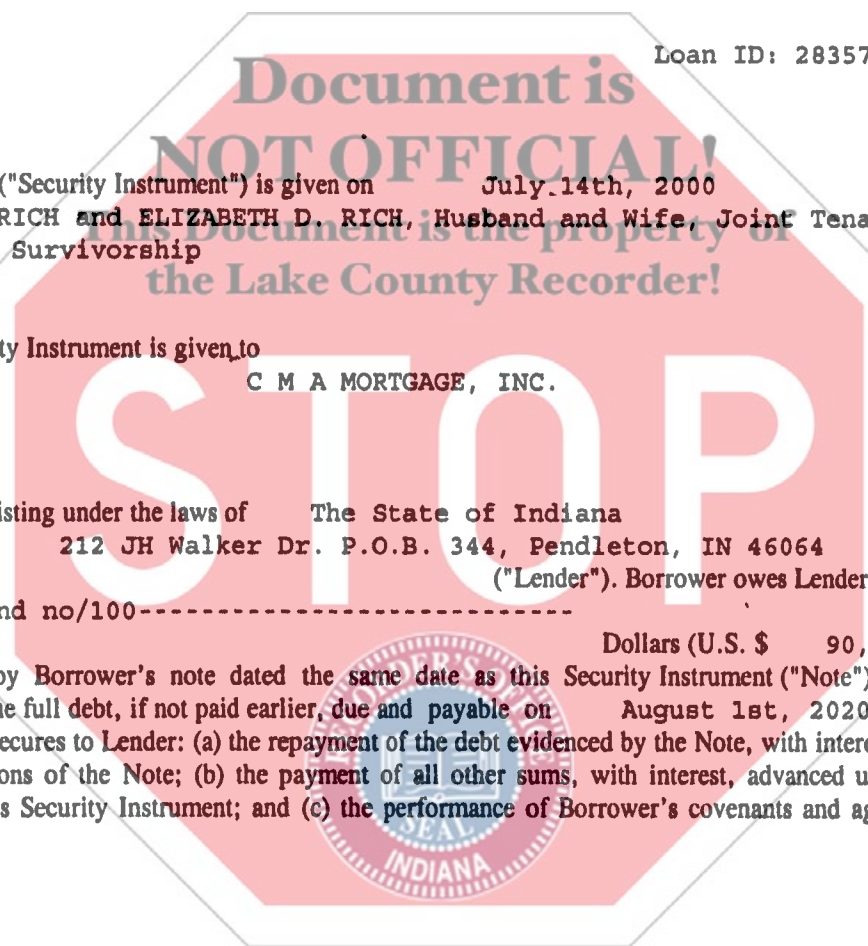 Loan ID: 28357
Document is
NOT OFFICIAL!
("Security Instrument") is given on July 14th, 2000
RICH and ELIZABETH D. RICH, Husband and Wife, Joint Tena
This Document is the property of
Survivorship
the Lake County Recorder!
ty Instrument is given to
C M A MORTGAGE, INC.
STOP
isting under the laws of The State of Indiana
212 JH Walker Dr. P.O.B. 344, Pendleton, IN 46064
("Lender"). Borrower owes Lender
nd no/100---------------------------
Dollars (U.S. $ 90,
by Borrower's note dated the same date as this Security Instrument ("Note")
he full debt, if not paid earlier, due and payable on August 1st, 2020
ecures to Lender: (a) the repayment of the debt evidenced by the Note, with intere
ons of the Note; (b) the payment of all other sums, with interest, advanced u
s Security Instrument; and (c) the performance of Borrower's covenants and ag
RECORDER'S OFFICE
SEAL
INDIANA